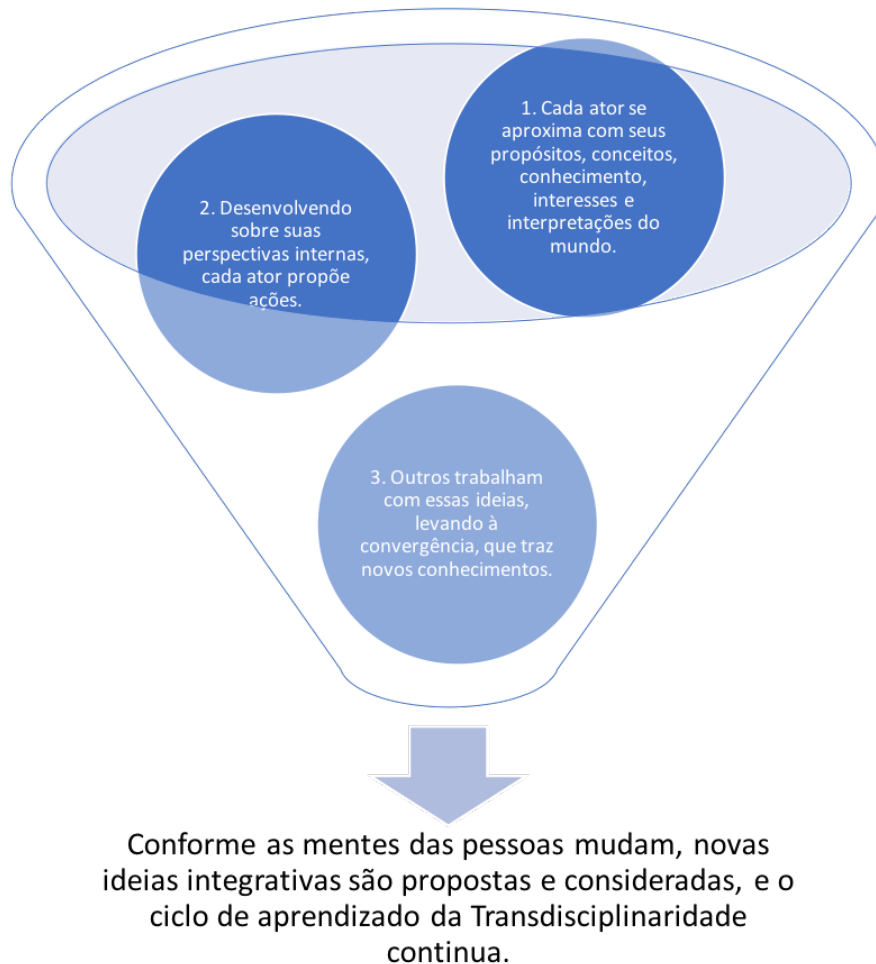 1. Cada ator se
aproxima com seus
propósitos, conceitos,
conhecimento,
interesses e
interpretações do
mundo.
2. Desenvolvendo
sobre suas
perspectivas internas,
cada ator propõe
ações.
3. Outros trabalham
com essas ideias,
levando à
convergência, que traz
novos conhecimentos.
Conforme as mentes das pessoas mudam, novas
ideias integrativas são propostas e consideradas, e o
ciclo de aprendizado da Transdisciplinaridade
continua.